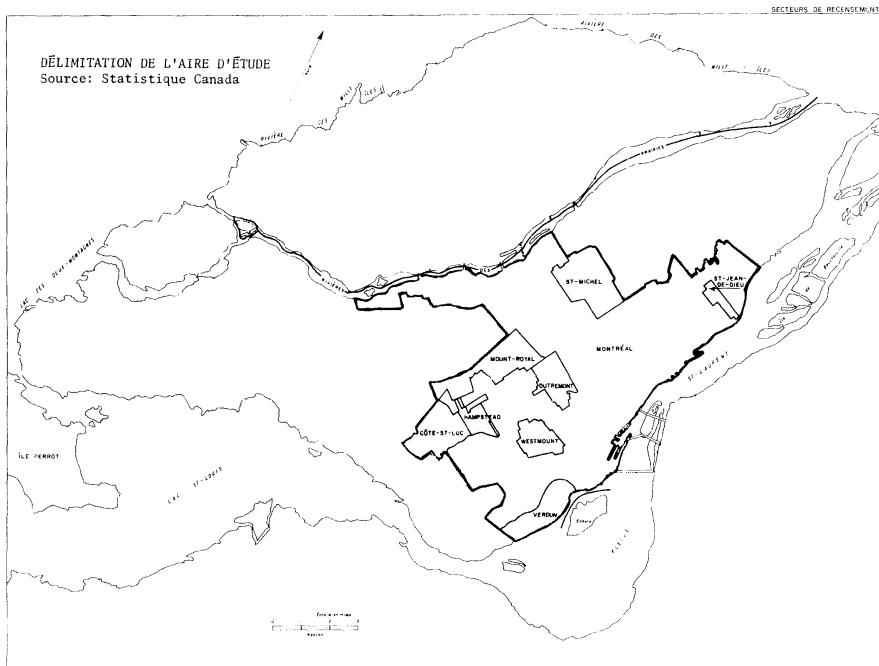 SECTEURS DE RECENSEMENT
DÉLIMITATION DE L'AIRE D'ÉTUDE
Source: Statistique Canada
RIVIÈRE DES MILLE ÎLES
RIVIÈRE DES MILLE ÎLES
LAC DES DEUX-MONTAGNES
RIVIÈRE DES PRAIRIES
ST-MICHEL
ST-JEAN-
DE-DIEU
MONTRÉAL
MOUNT-ROYAL
OUTREMONT
HAMPSTEAD
CÔTE-ST-LUC
WESTMOUNT
VERDUN
ST-LAURENT
FLEUVE
ÎLE PERROT
LAC ST-LOUIS